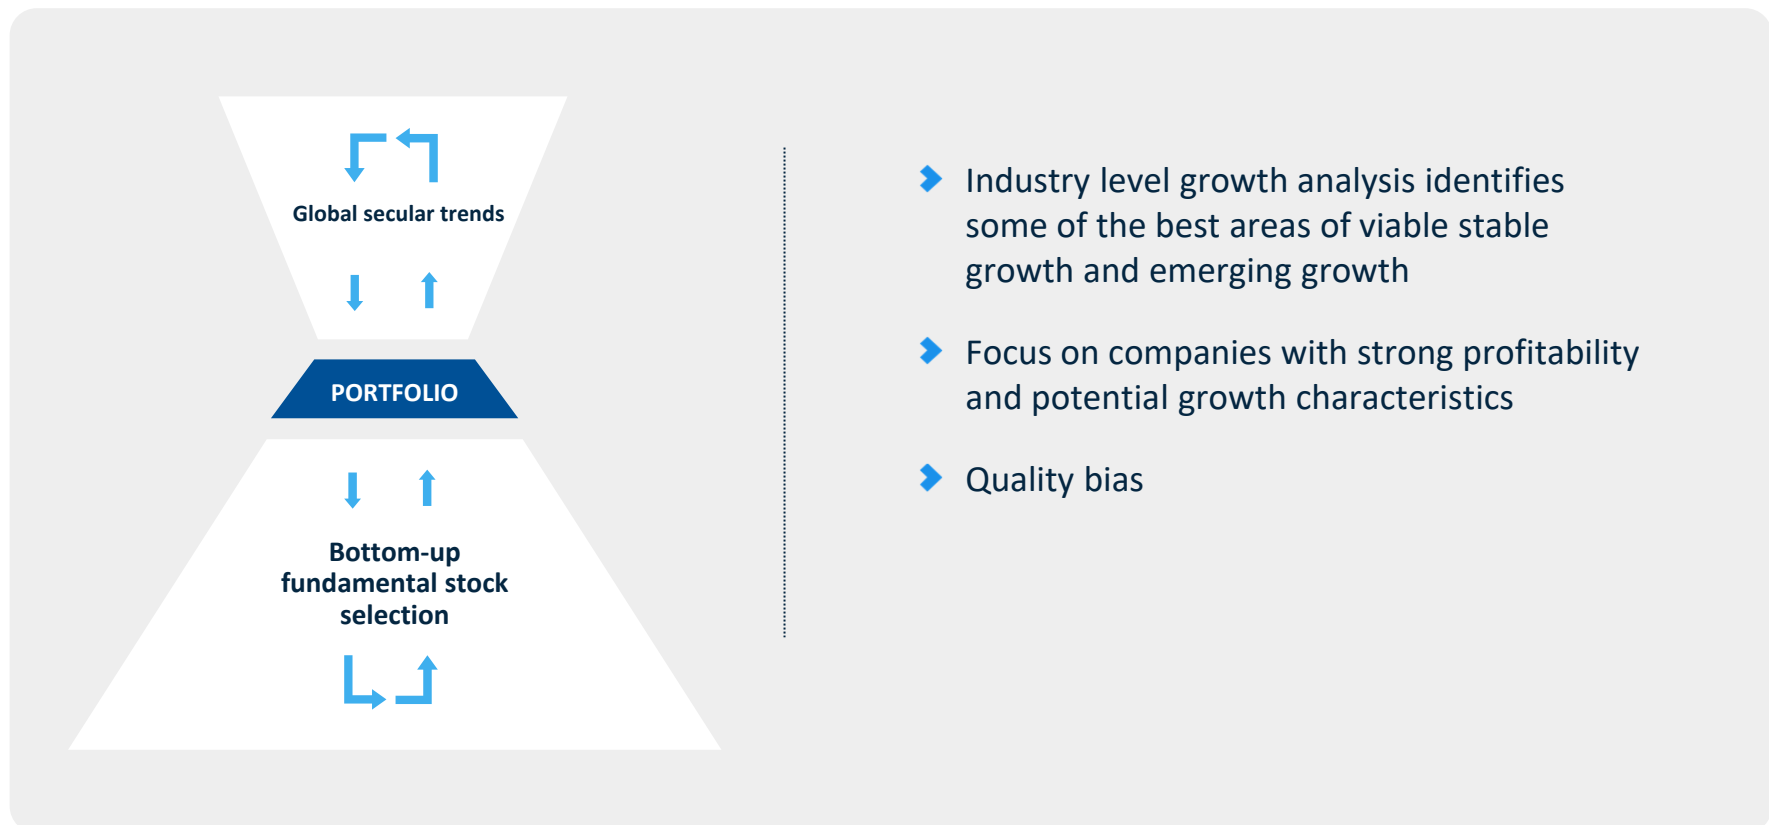 Global secular trends
PORTFOLIO
Bottom-up
fundamental stock
selection
Industry level growth analysis identifies
some of the best areas of viable stable
growth and emerging growth
Focus on companies with strong profitability
and potential growth characteristics
Quality bias